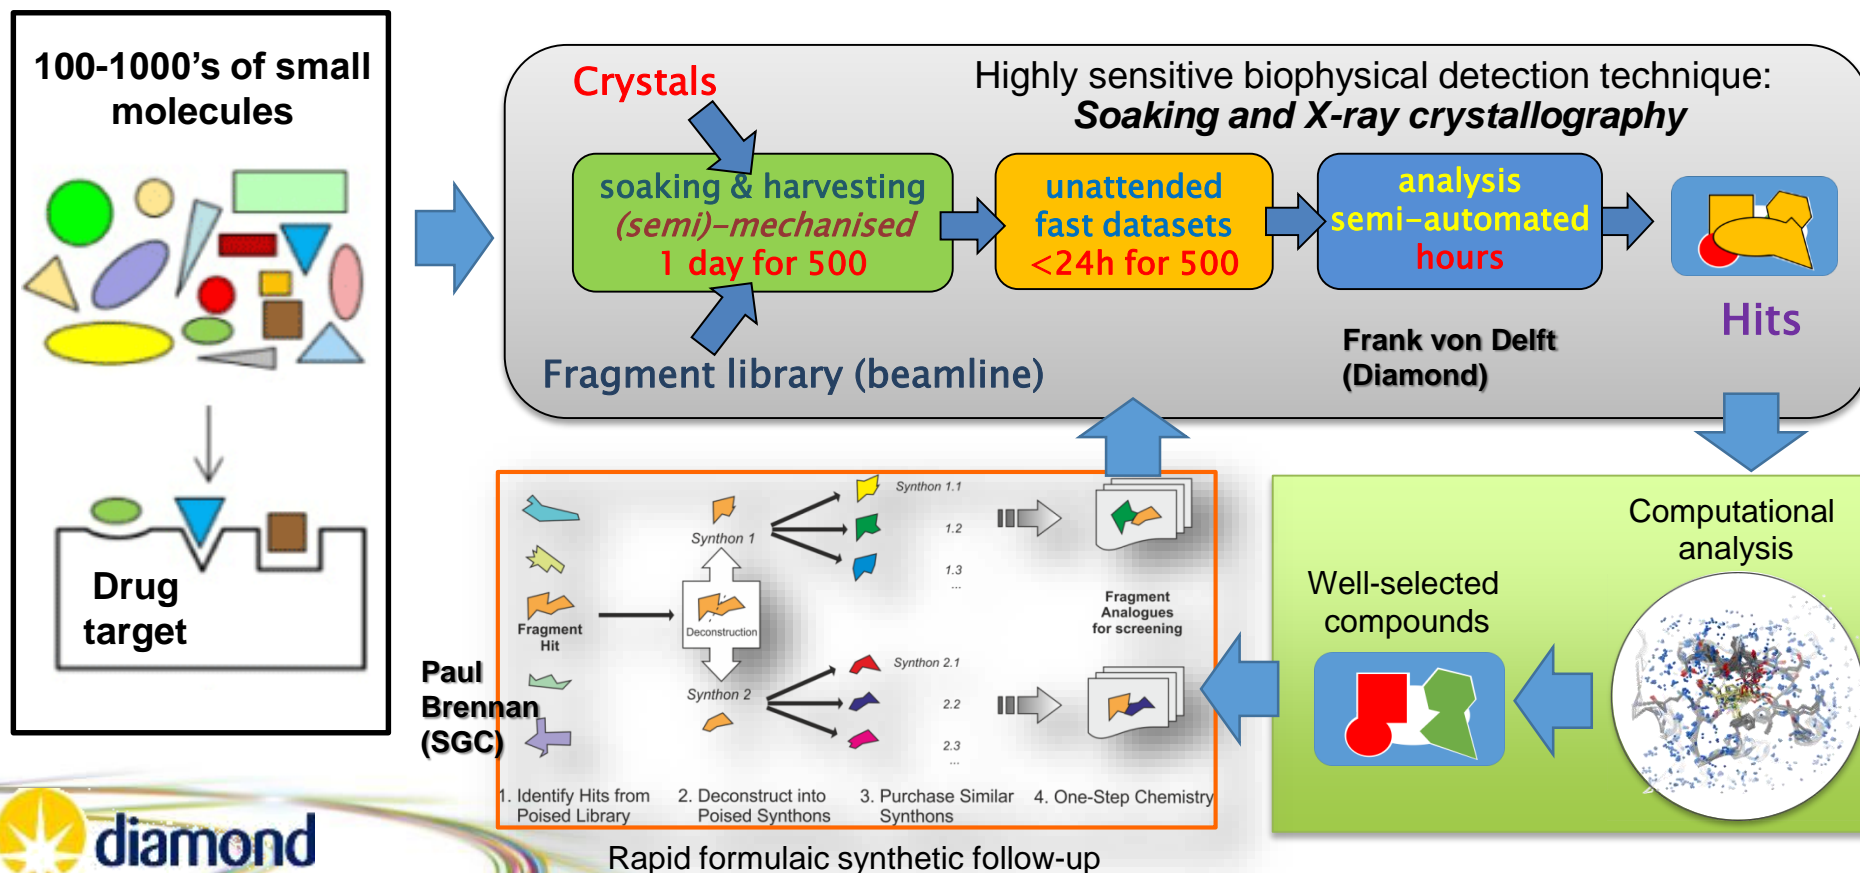 100-1000's of small
molecules
Drug
target
Crystals
Highly sensitive biophysical detection technique:
Soaking and X-ray crystallography
soaking & harvesting
(semi)-mechanised
1 day for 500
unattended
fast datasets
<24h for 500
analysis
semi-automated
hours
Hits
Fragment library (beamline)
Frank von Delft
(Diamond)
Computational
analysis
Well-selected
compounds
Paul
Brennan
(SGC)
Fragment
Hit
Synthon 1
Deconstruction
Synthon 2
Synthon 1.1
1.2
1.3
...
Synthon 2.1
2.2
2.3
...
Fragment
Analogues
for screening
1. Identify Hits from
Poised Library
2. Deconstruct into
Poised Synthons
3. Purchase Similar
Synthons
4. One-Step Chemistry
Rapid formulaic synthetic follow-up
diamond